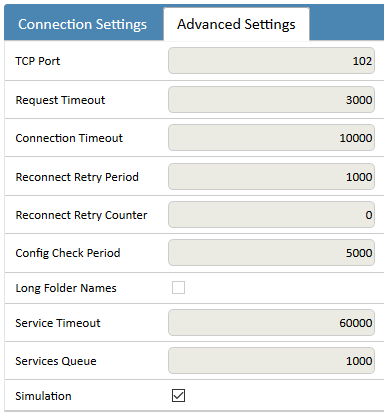 Connection Settings Advanced Settings
TCP Port 102
Request Timeout 3000
Connection Timeout 10000
Reconnect Retry Period 1000
Reconnect Retry Counter 0
Config Check Period 5000
Long Folder Names
Service Timeout 60000
Services Queue 1000
Simulation